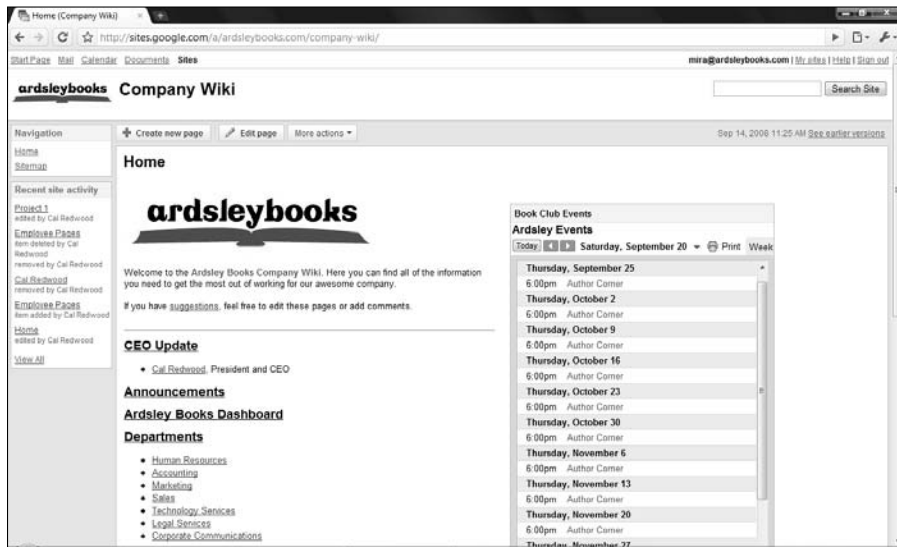 Home (Company Wiki)
http://sites.google.com/a/ardsleybooks.com/company-wiki/
Start Page Mail Calendar Documents Sites
mira@ardsleybooks.com | My sites | Help | Sign out
ardsleybooks Company Wiki
Search Site
Navigation
Home
Sitemap
Recent site activity
Project 1
edited by Cal Redwood
Employee Pages
item deleted by Cal
Redwood
removed by Cal Redwood
Cal Redwood
removed by Cal Redwood
Employee Pages
item added by Cal Redwood
Home
edited by Cal Redwood
View All
Create new page Edit page More actions
Sep 14, 2008 11:25 AM See earlier versions
Home
ardsleybooks
Welcome to the Ardsley Books Company Wiki. Here you can find all of the information
you need to get the most out of working for our awesome company.
If you have suggestions, feel free to edit these pages or add comments.
CEO Update
• Cal Redwood, President and CEO
Announcements
Ardsley Books Dashboard
Departments
• Human Resources
• Accounting
• Marketing
• Sales
• Technology Services
• Legal Services
• Corporate Communications
Book Club Events
Ardsley Events
Today Saturday, September 20 Print Week
Thursday, September 25
6:00pm Author Corner
Thursday, October 2
6:00pm Author Corner
Thursday, October 9
6:00pm Author Corner
Thursday, October 16
6:00pm Author Corner
Thursday, October 23
6:00pm Author Corner
Thursday, October 30
6:00pm Author Corner
Thursday, November 6
6:00pm Author Corner
Thursday, November 13
6:00pm Author Corner
Thursday, November 20
6:00pm Author Corner
Thursday, November 27